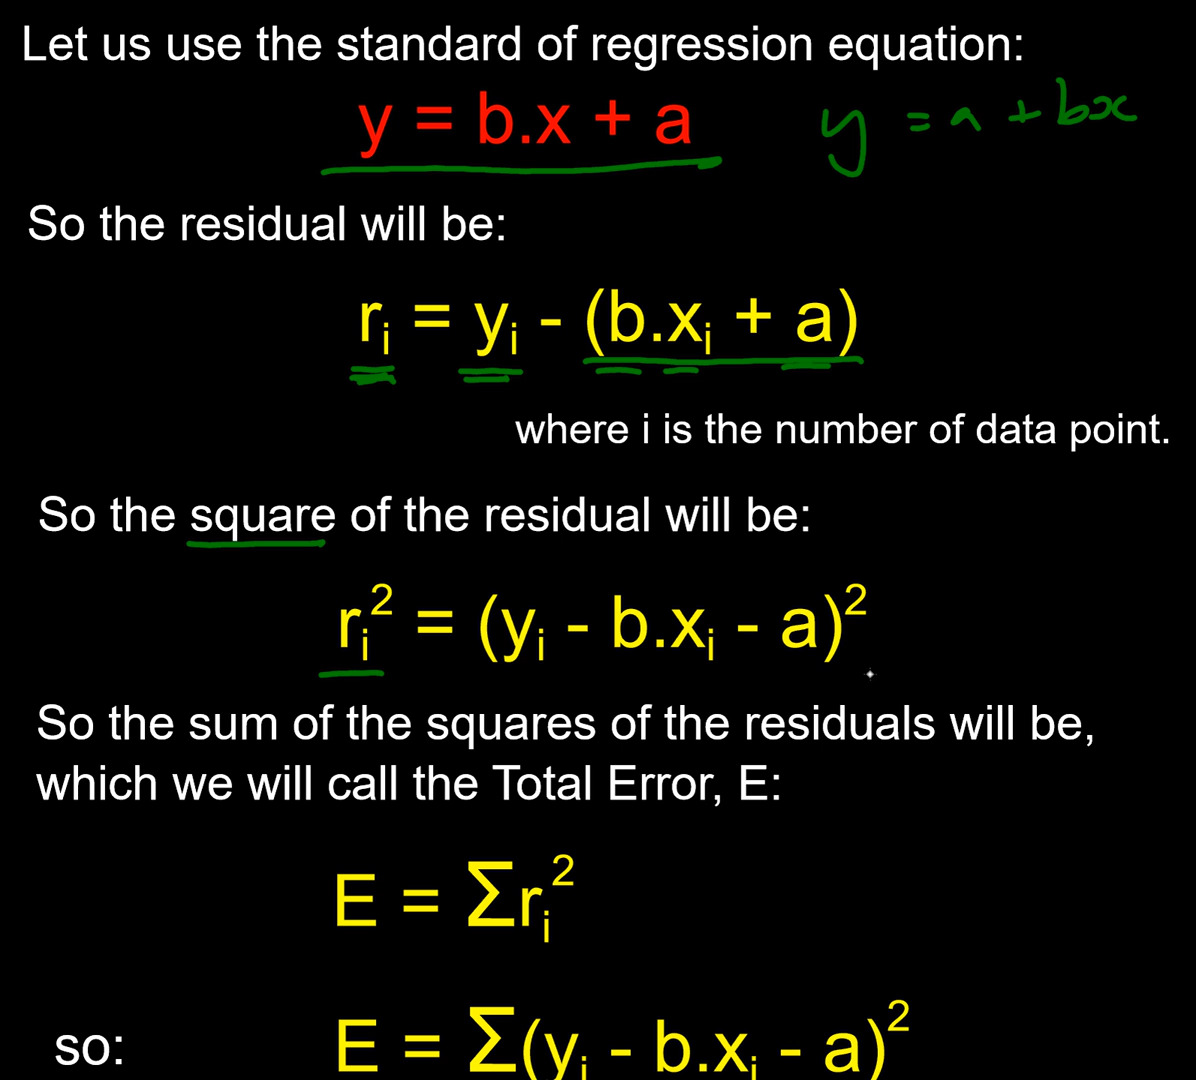 Let us use the standard of regression equation:
y = b.x + a y = a + bx
So the residual will be:
rᵢ = yᵢ - (b.xᵢ + a)
where i is the number of data point.
So the square of the residual will be:
rᵢ² = (yᵢ - b.xᵢ - a)²
So the sum of the squares of the residuals will be,
which we will call the Total Error, E:
E = Σrᵢ²
so: E = Σ(yᵢ - b.xᵢ - a)²